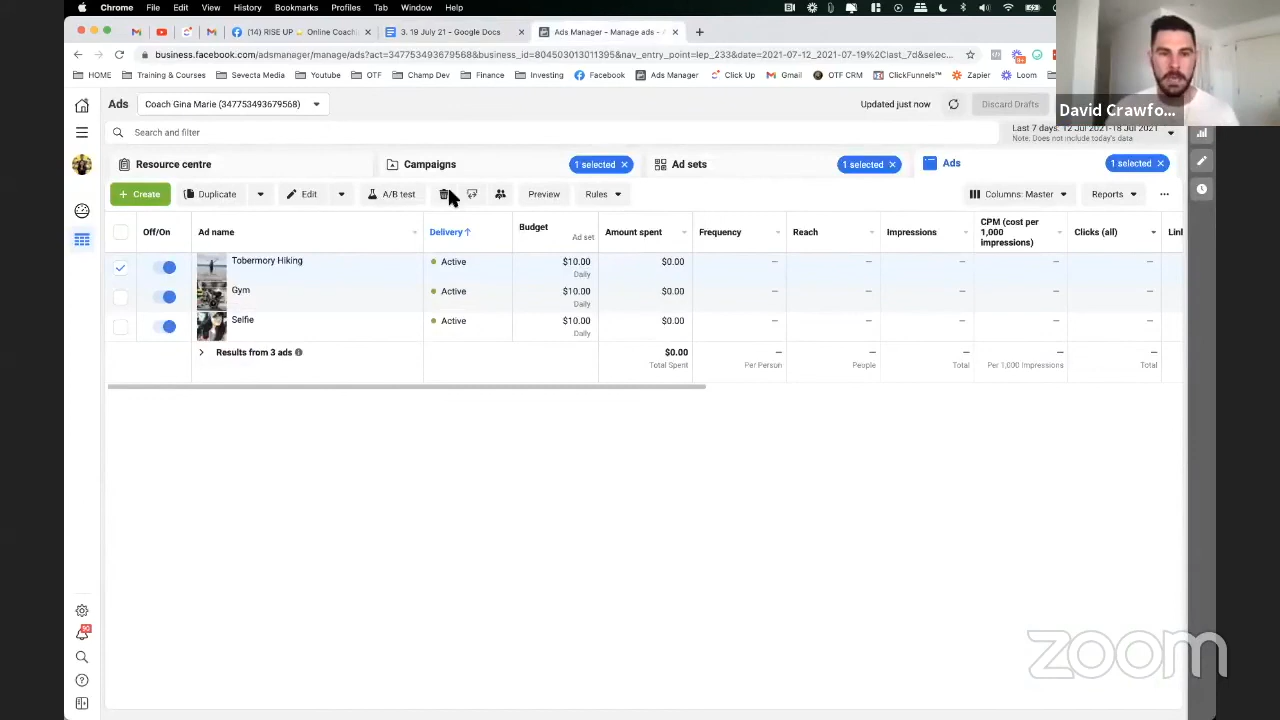 Chrome File Edit View History Bookmarks Profiles Tab Window Help
(14) RISE UP Online Coachi 3. 19 July 21 - Google Docs Ads Manager - Manage ads - A
business.facebook.com/adsmanager/manage/ads?act=347753493679568&business_id=804503013011395&nav_entry_point=lep_233&date=2021-07-12_2021-07-19%2Clast_7d&selec...
HOME Training & Courses Sevecta Media Youtube OTF Champ Dev Finance Investing Facebook Ads Manager Click Up Gmail OTF CRM ClickFunnels™ Zapier Loom
David Crawfo...
Ads Coach Gina Marie (347753493679568) Updated just now Discard Drafts
Search and filter Last 7 days: 12 Jul 2021-18 Jul 2021
Note: Does not include today's data
Resource centre Campaigns 1 selected Ad sets 1 selected Ads 1 selected
+ Create Duplicate Edit A/B test Preview Rules Columns: Master Reports ...
Off/On Ad name Delivery ↑ Budget Ad set Amount spent Frequency Reach Impressions CPM (cost per 1,000 impressions) Clicks (all) Linl
Tobermory Hiking Active $10.00 $0.00 — — — — —
Daily
Gym Active $10.00 $0.00 — — — — —
Daily
Selfie Active $10.00 $0.00 — — — — —
Daily
Results from 3 ads $0.00 — — — — —
Total Spent Per Person People Total Per 1,000 Impressions Total
90
zoom